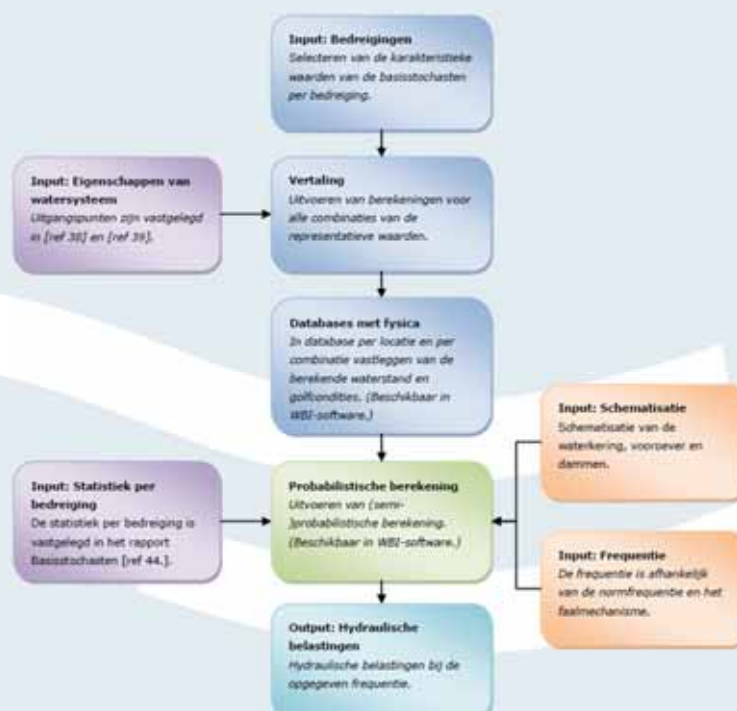 Input: Bedreigingen
Selecteren van de karakteristieke
waarden van de basisstochasten
per bedreiging.
Input: Eigenschappen van
watersysteem
Uitgangspunten zijn vastgelegd
in [ref 38] en [ref 39].
Vertaling
Uitvoeren van berekeningen voor
alle combinaties van de
representatieve waarden.
Databases met fysica
In database per locatie en per
combinatie vastleggen van de
berekende waterstand en
golfcondities. (Beschikbaar in
WBI-software.)
Input: Schematisatie
Schematisatie van de
waterkering, vooroever en
dammen.
Input: Statistiek per
bedreiging
De statistiek per bedreiging is
vastgelegd in het rapport
Basisstochasten [ref 44.].
Probabilistische berekening
Uitvoeren van (semi-
)probabilistische berekening.
(Beschikbaar in WBI-software.)
Input: Frequentie
De frequentie is afhankelijk
van de normfrequentie en het
faalmechanisme.
Output: Hydraulische
belastingen
Hydraulische belastingen bij de
opgegeven frequentie.